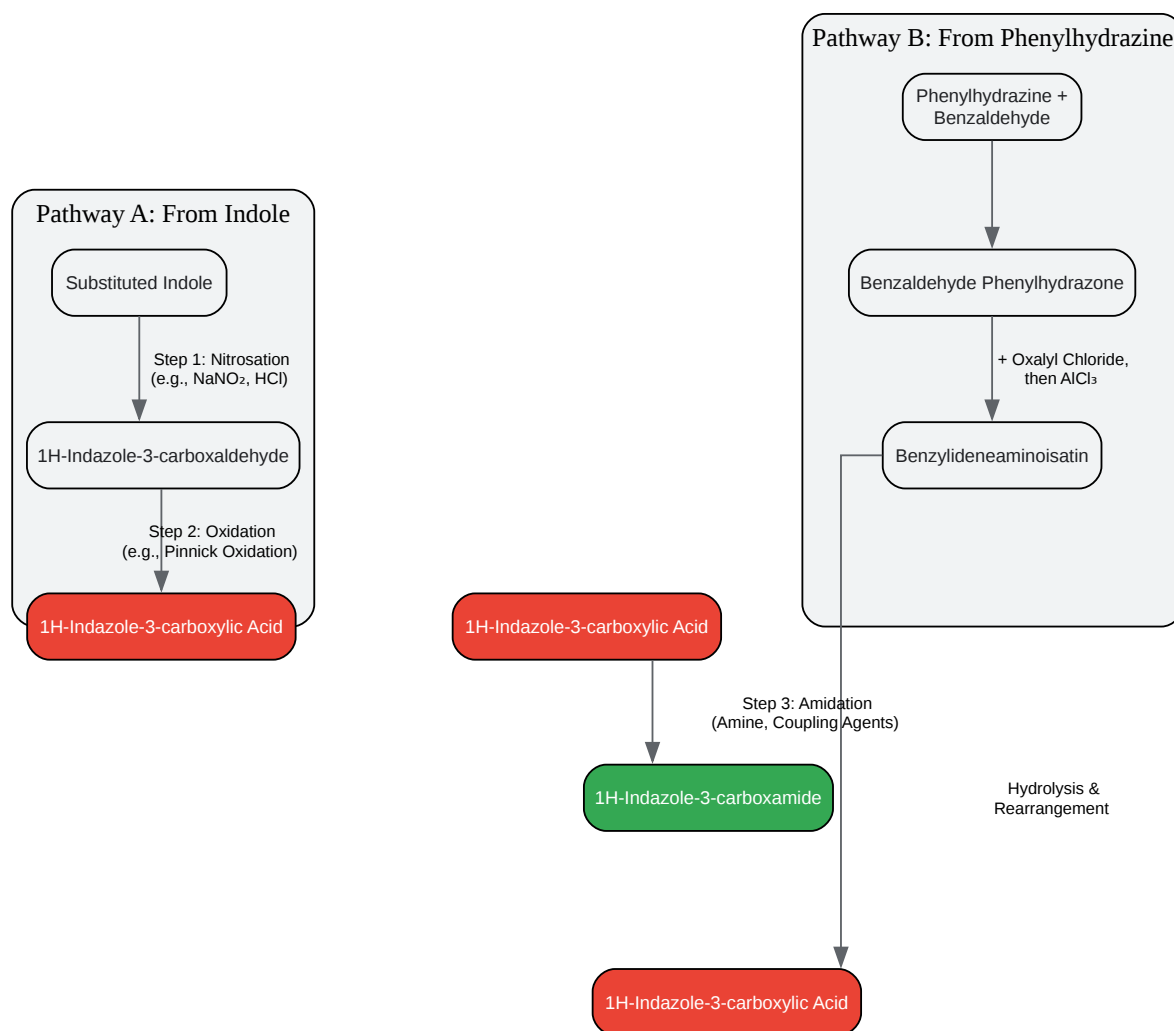 Pathway A: From Indole
Substituted Indole
Step 1: Nitrosation
(e.g., NaNO₂, HCl)
1H-Indazole-3-carboxaldehyde
Step 2: Oxidation
(e.g., Pinnick Oxidation)
1H-Indazole-3-carboxylic Acid
Pathway B: From Phenylhydrazine
Phenylhydrazine +
Benzaldehyde
Benzaldehyde Phenylhydrazone
+ Oxalyl Chloride,
then AlCl₃
Benzylideneaminoisatin
Hydrolysis &
Rearrangement
1H-Indazole-3-carboxylic Acid
1H-Indazole-3-carboxylic Acid
Step 3: Amidation
(Amine, Coupling Agents)
1H-Indazole-3-carboxamide